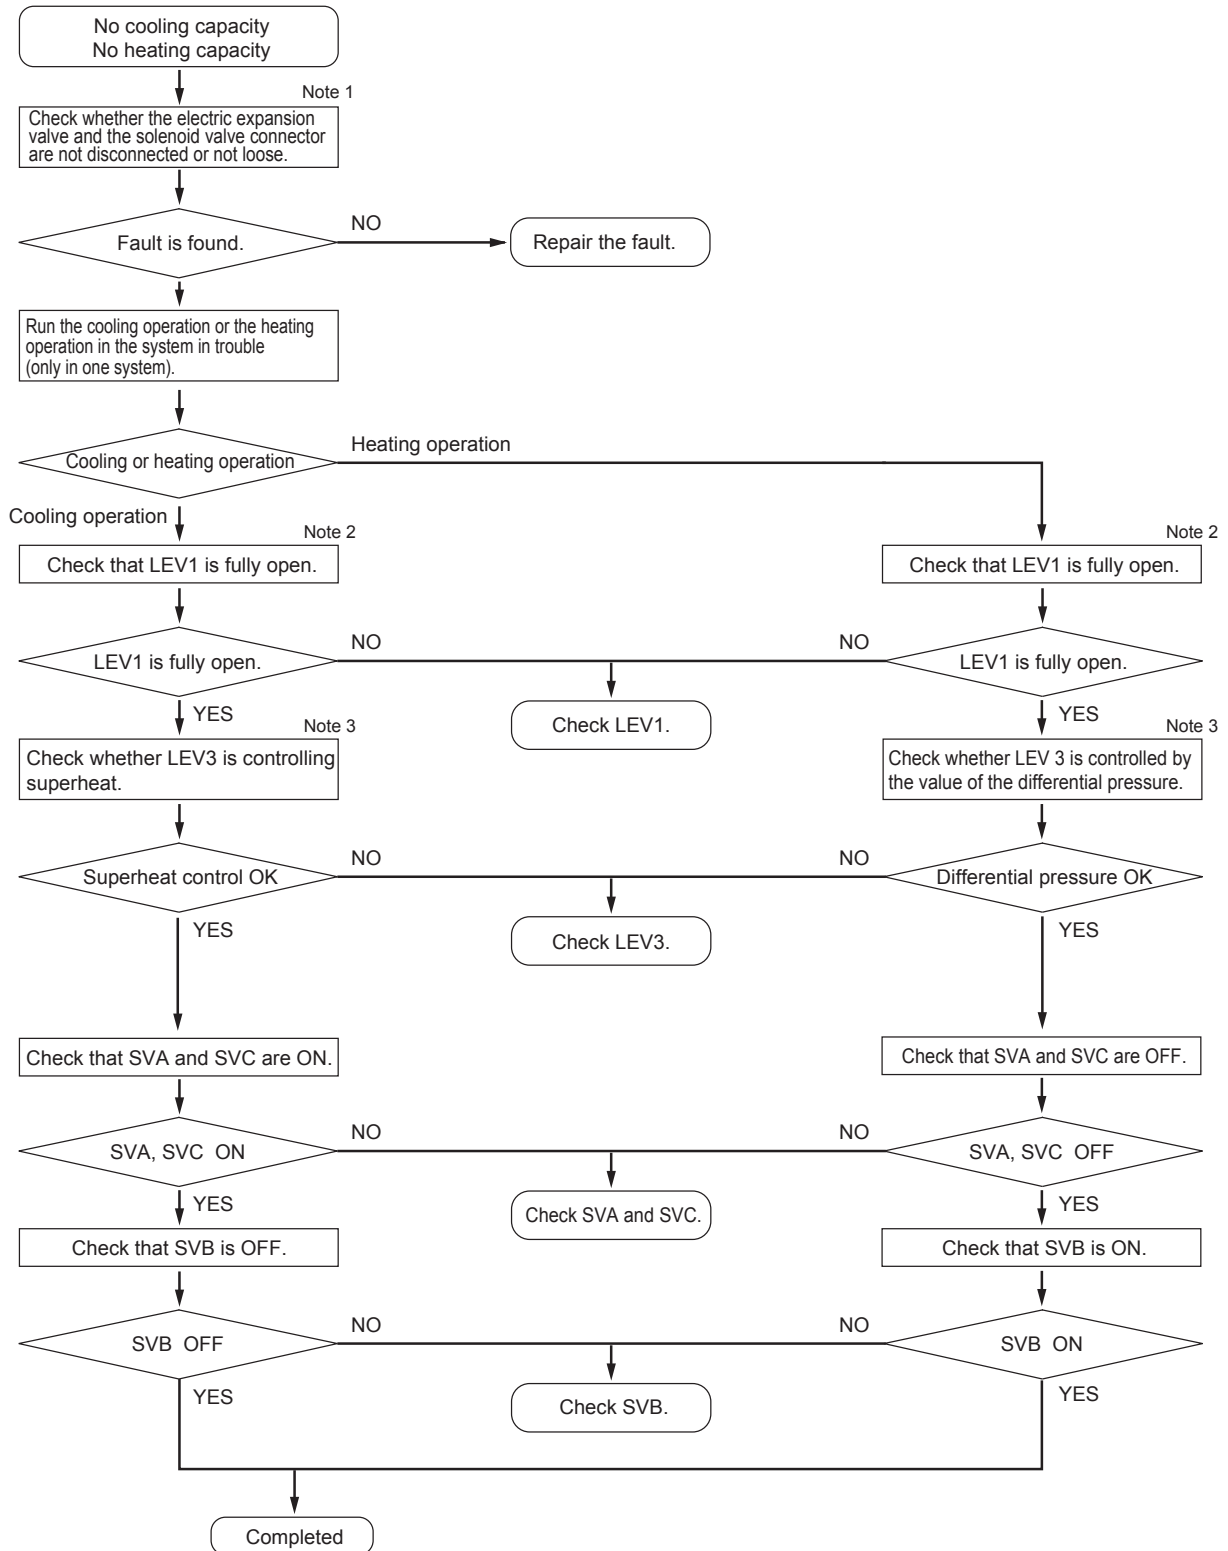 No cooling capacity
No heating capacity
Note 1
Check whether the electric expansion
valve and the solenoid valve connector
are not disconnected or not loose.
Fault is found.
NO
Repair the fault.
Run the cooling operation or the heating
operation in the system in trouble
(only in one system).
Cooling or heating operation
Heating operation
Cooling operation
Note 2
Note 2
Check that LEV1 is fully open.
Check that LEV1 is fully open.
LEV1 is fully open.
NO
NO
LEV1 is fully open.
YES
Check LEV1.
YES
Note 3
Note 3
Check whether LEV3 is controlling
superheat.
Check whether LEV 3 is controlled by
the value of the differential pressure.
Superheat control OK
NO
NO
Differential pressure OK
YES
Check LEV3.
YES
Check that SVA and SVC are ON.
Check that SVA and SVC are OFF.
SVA, SVC ON
NO
NO
SVA, SVC OFF
YES
Check SVA and SVC.
YES
Check that SVB is OFF.
Check that SVB is ON.
SVB OFF
NO
NO
SVB ON
YES
Check SVB.
YES
Completed